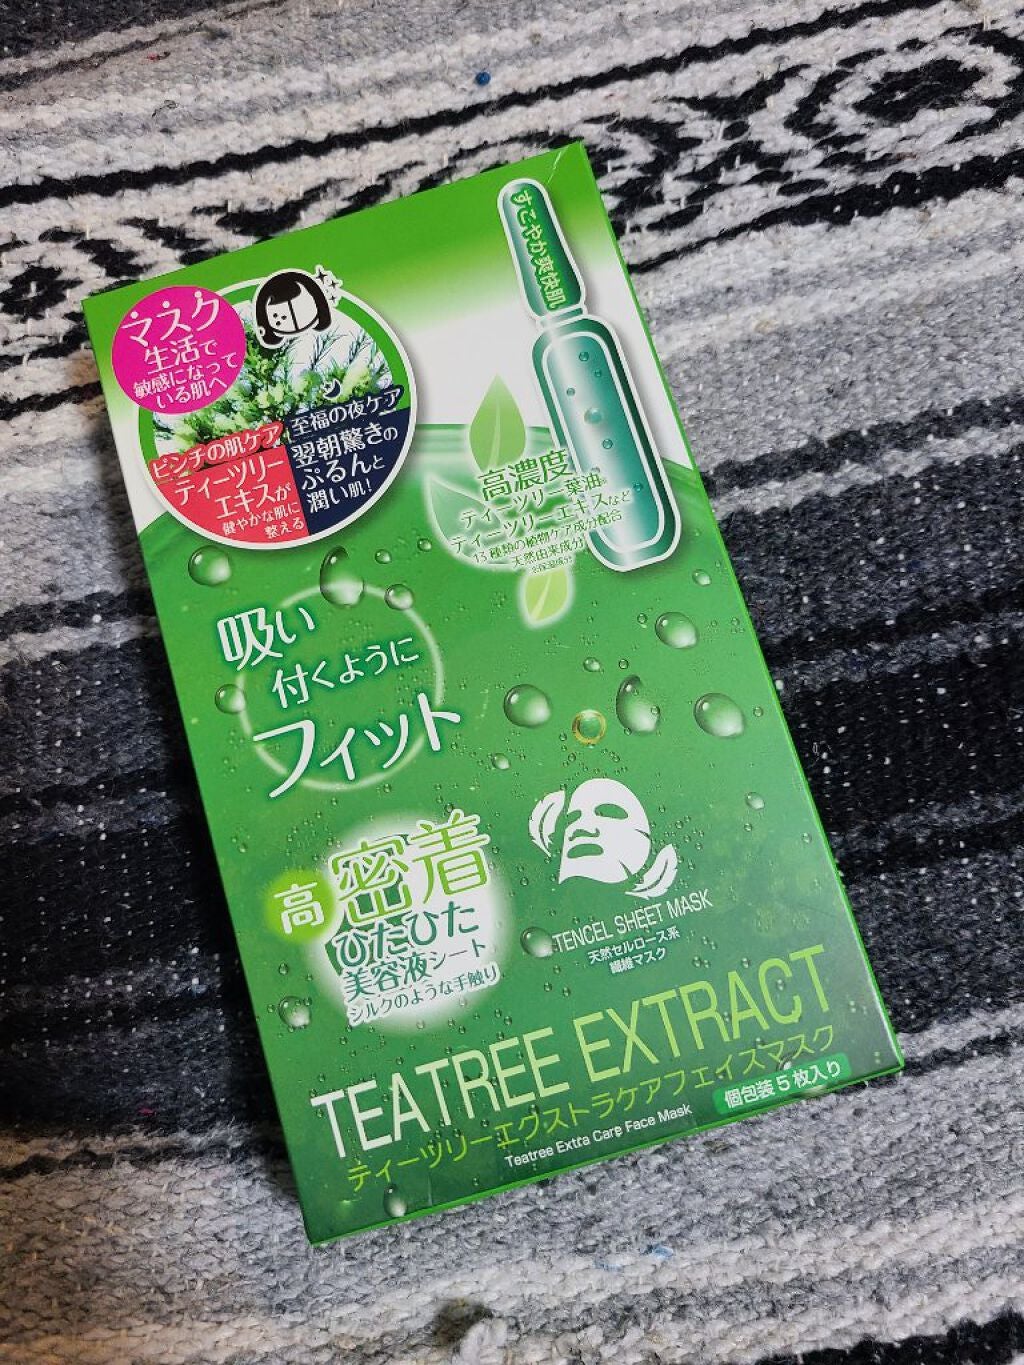 すこやか爽快肌
マスク
生活で
敏感になって
いる肌へ
ピンチの肌ケア
ティーツリー
エキスが
健やかな肌に
整える
至福の夜ケア
翌朝驚きの
ぷるんと
潤い肌!
高濃度
ティーツリー葉油※
ティーツリーエキスなど
13種類の植物ケア成分配合
天然由来成分
※保湿成分
吸い
付くように
フィット
高密着
ひたひた
美容液シート
シルクのような手触り
TENCEL SHEET MASK
天然セルロース系
繊維マスク
TEATREE EXTRACT
ティーツリーエクストラケアフェイスマスク
Teatree Extra Care Face Mask
個包装5枚入り